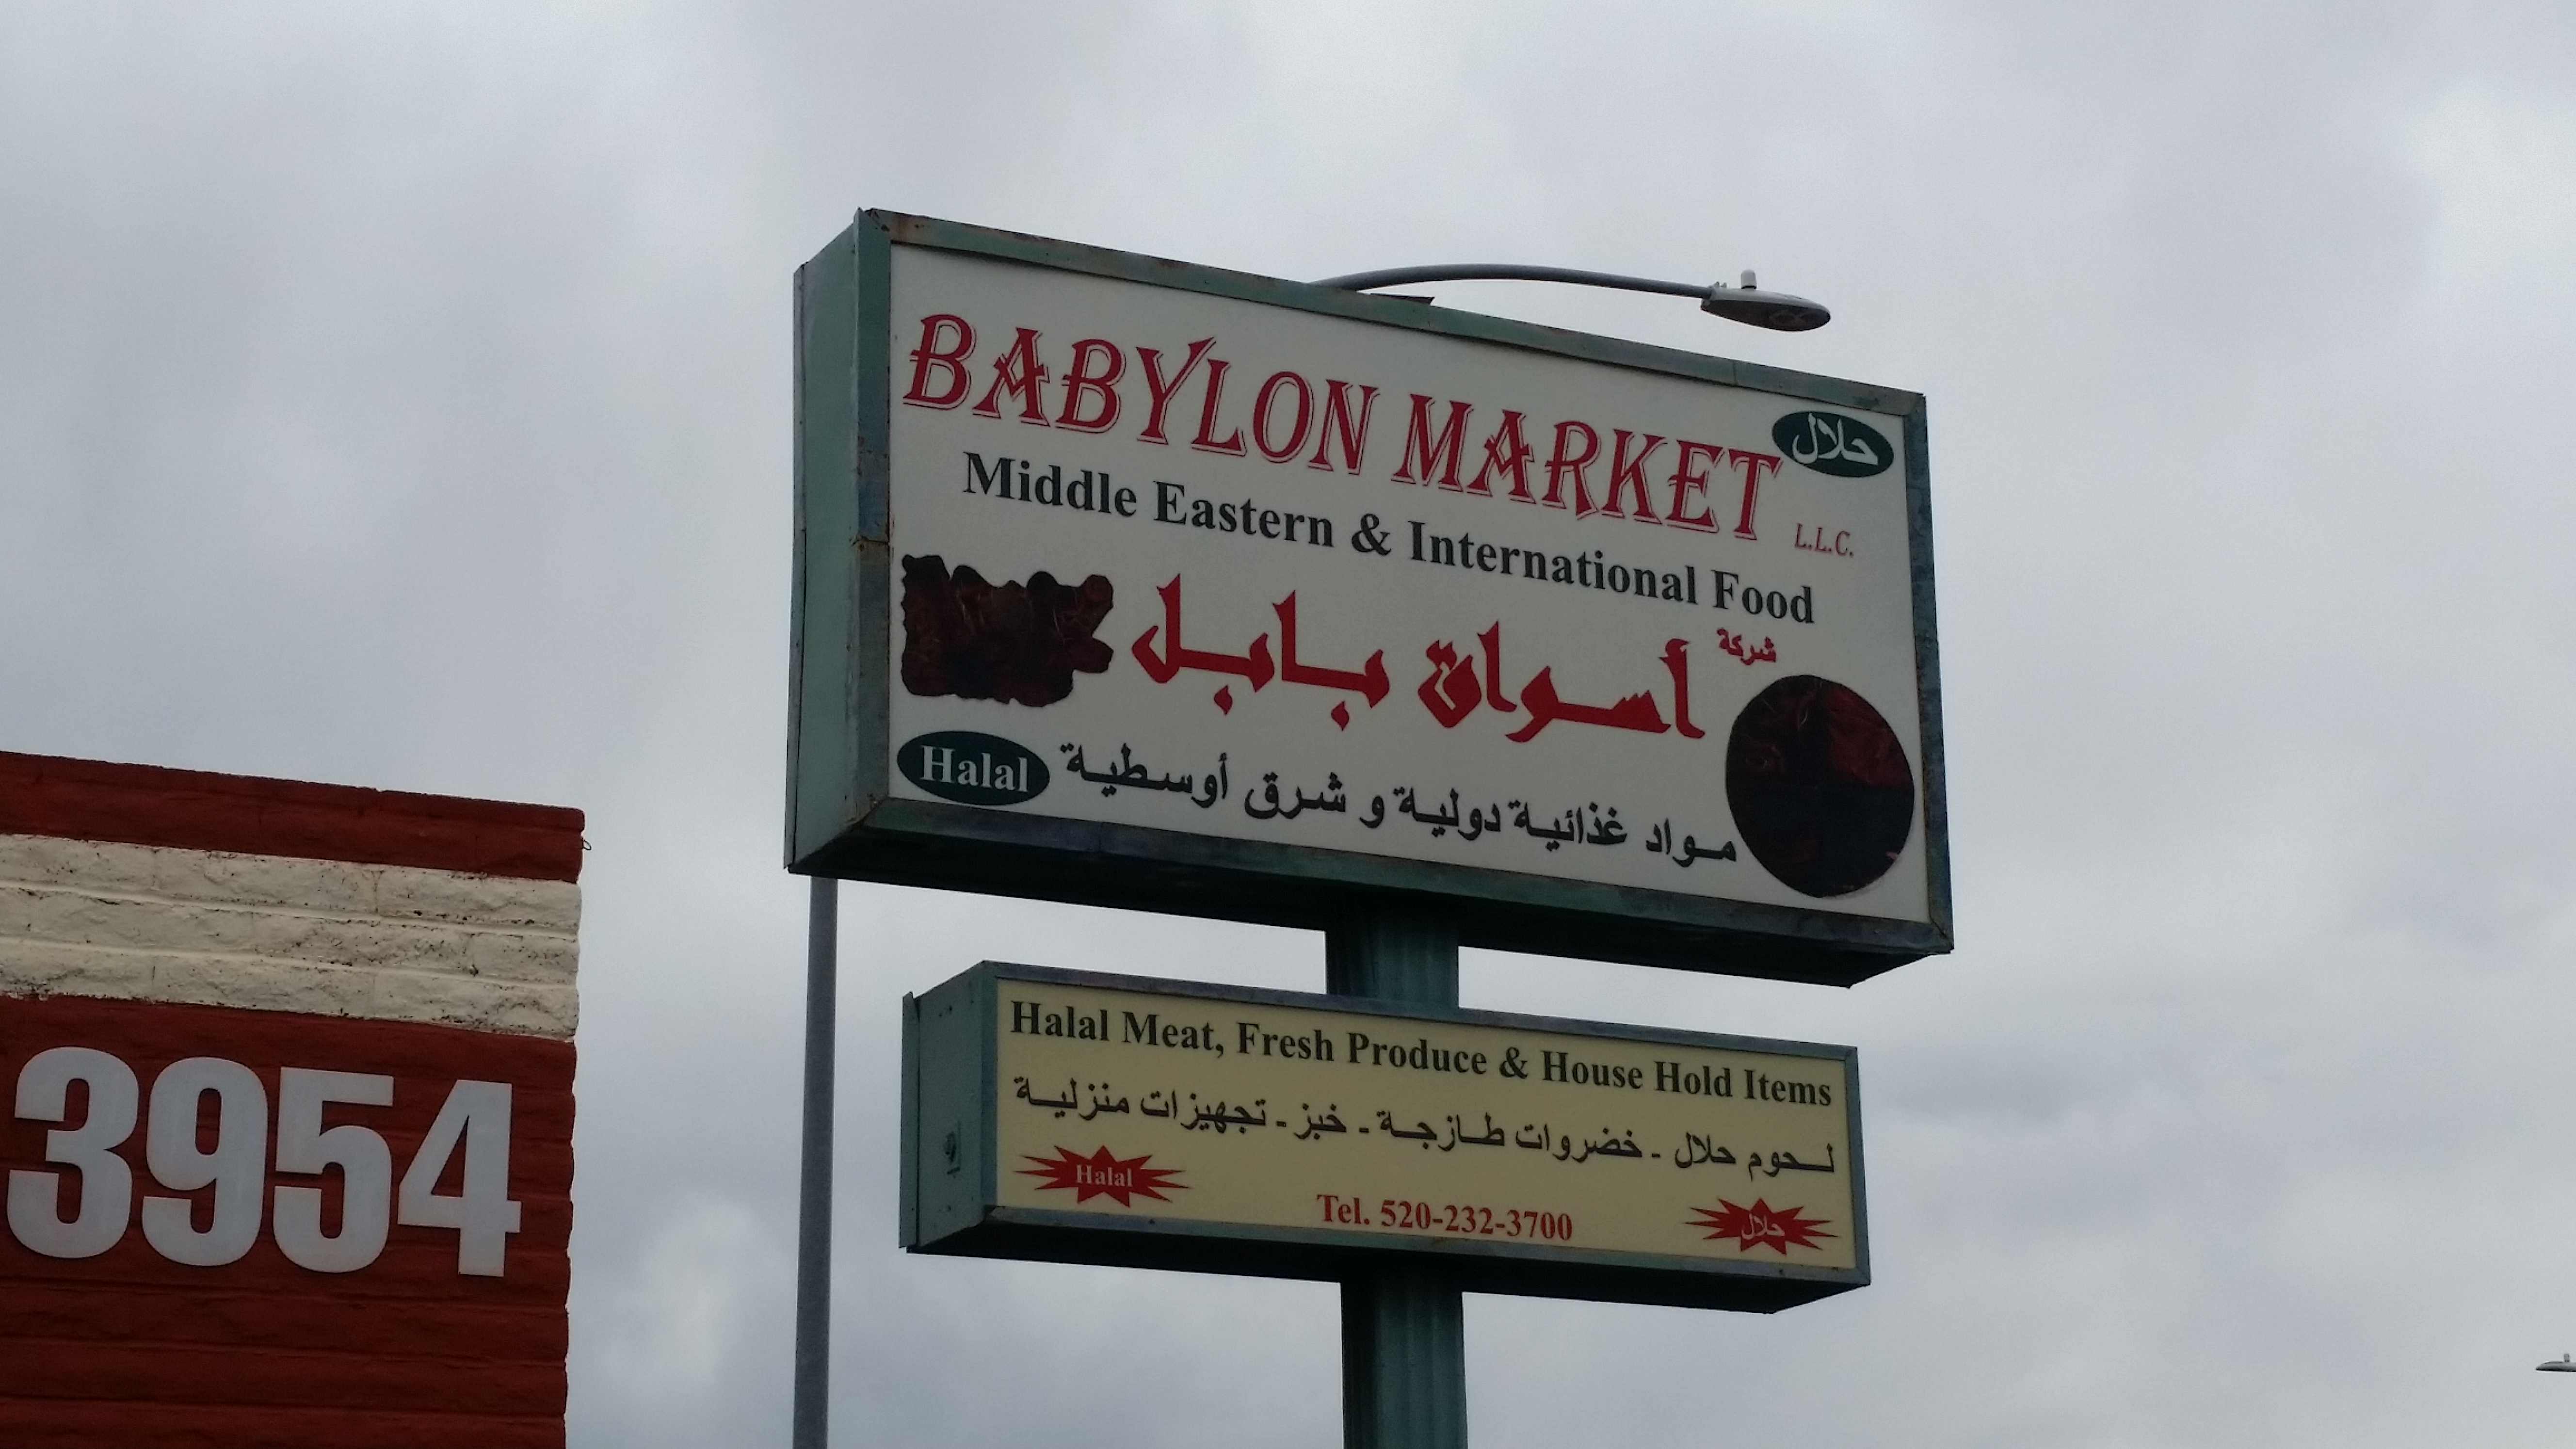 BABYLON MARKET L.L.C.
حلال
Middle Eastern & International Food
شركة
أسواق بابل
Halal
مواد غذائية دولية و شرق أوسطية
Halal Meat, Fresh Produce & House Hold Items
لحوم حلال - خضروات طازجة - خبز - تجهيزات منزلية
Halal
حلال
Tel. 520-232-3700
3954